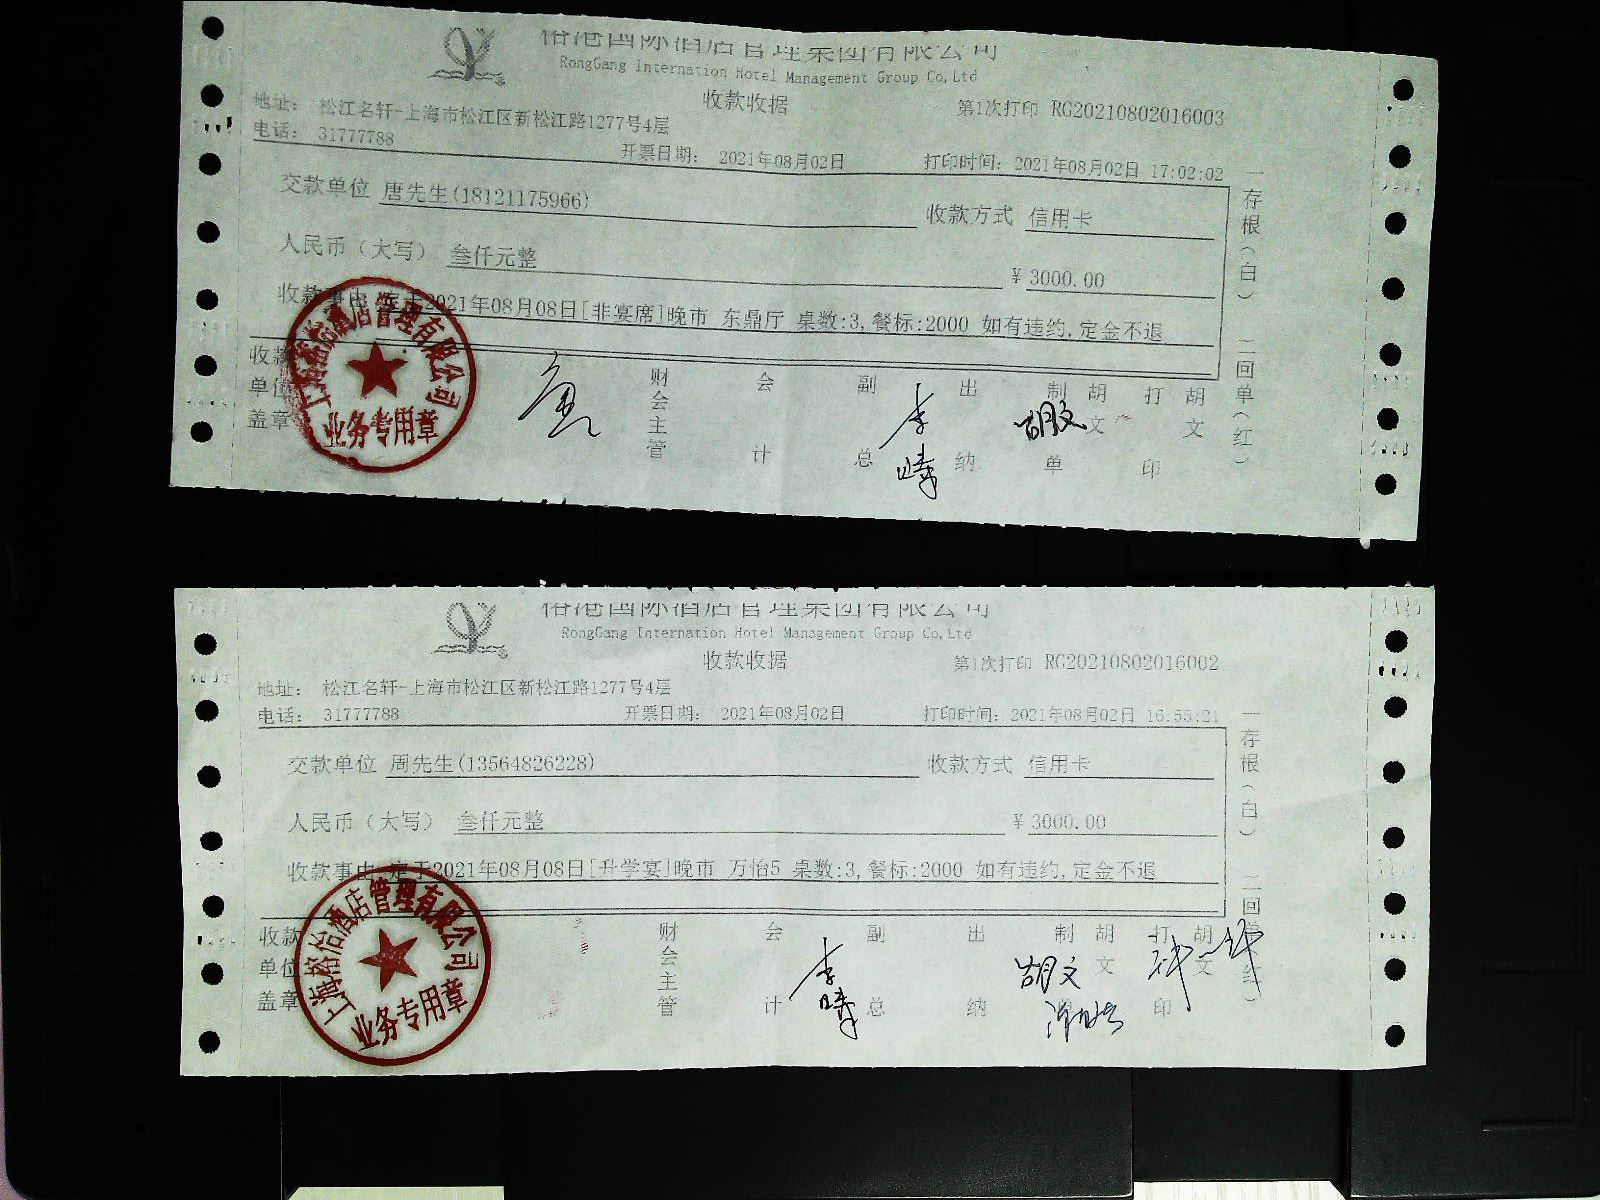 裕港国际酒店管理集团有限公司
RongGang Internation Hotel Management Group Co,Ltd
收款收据
第1次打印 RG20210802016003
地址： 松江名轩-上海市松江区新松江路1277号4层
电话： 31777788
开票日期： 2021年08月02日
打印时间：2021年08月02日 17:02:02
交款单位 唐先生(18121175966)
收款方式 信用卡
人民币（大写） 叁仟元整
￥3000.00
收款事由 定于2021年08月08日[非宴席]晚市 东鼎厅 桌数:3,餐标:2000 如有违约,定金不退
收款单位盖章
财会主管
会计
副总
出纳
制单
胡文
打印
胡文
李峰
胡文
一存根（白） 二回单（红）
酒店管理有限公司
业务专用章
裕港国际酒店管理集团有限公司
RongGang Internation Hotel Management Group Co,Ltd
收款收据
第1次打印 RG20210802016002
地址： 松江名轩-上海市松江区新松江路1277号4层
电话： 31777788
开票日期： 2021年08月02日
打印时间：2021年08月02日 16:55:21
交款单位 周先生(13564826228)
收款方式 信用卡
人民币（大写） 叁仟元整
￥3000.00
收款事由 定于2021年08月08日[升学宴]晚市 万怡5 桌数:3,餐标:2000 如有违约,定金不退
收款单位盖章
财会主管
会计
副总
出纳
制单
胡文
打印
胡文
李峰
胡文
一存根（白） 二回单（红）
上海裕怡酒店管理有限公司
业务专用章